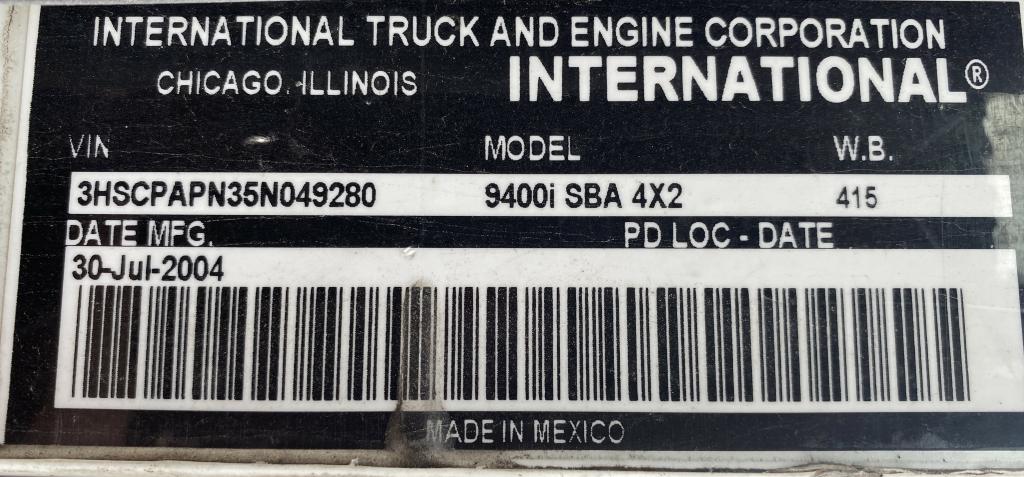 INTERNATIONAL TRUCK AND ENGINE CORPORATION
CHICAGO, ILLINOIS INTERNATIONAL®
VIN MODEL W.B.
3HSCPAPN35N049280 9400i SBA 4X2 415
DATE MFG. PD LOC - DATE
30-Jul-2004
MADE IN MEXICO